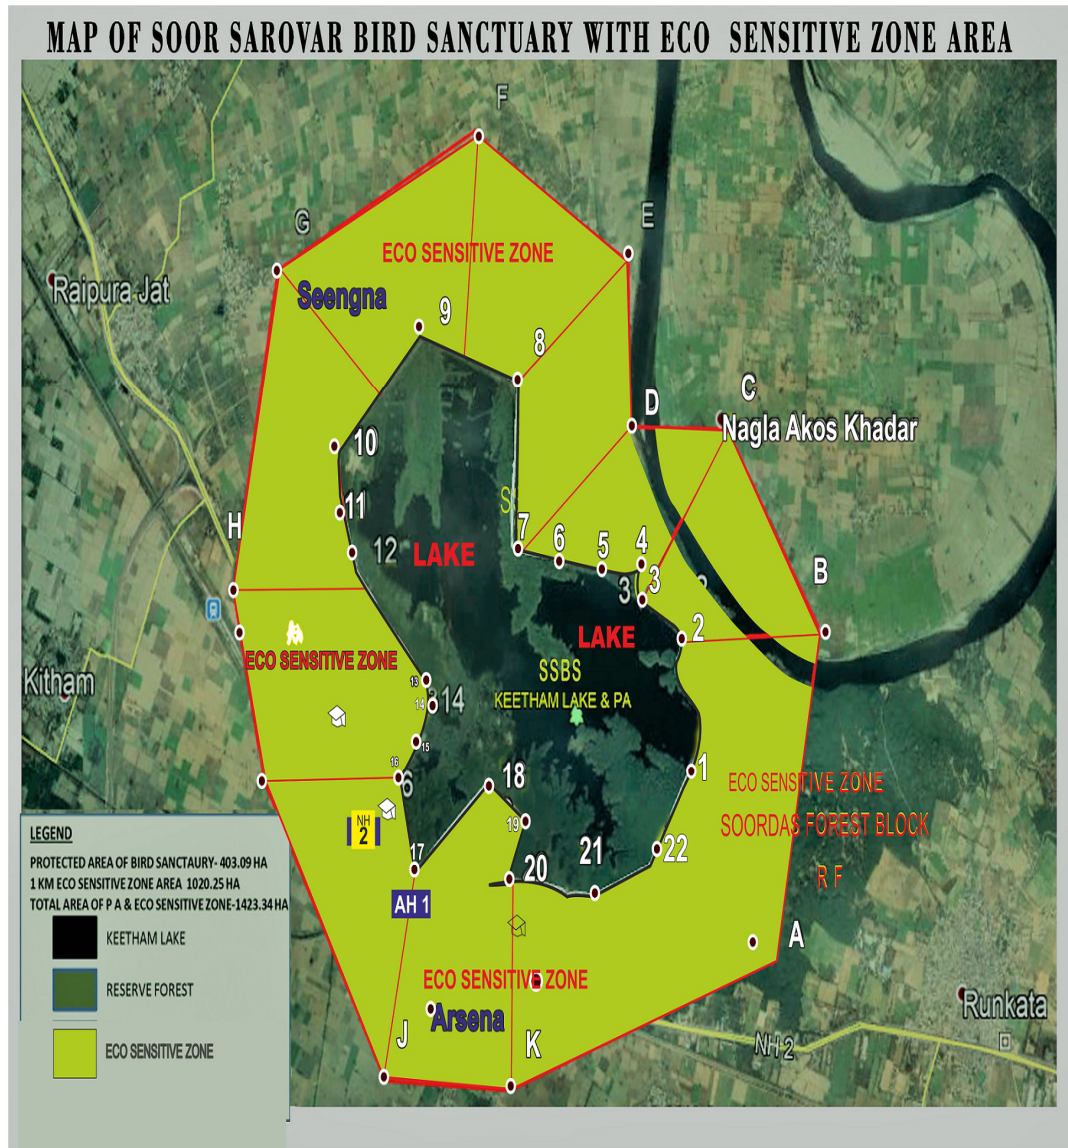 MAP OF SOOR SAROVAR BIRD SANCTUARY WITH ECO SENSITIVE ZONE AREA
F
G
E
ECO SENSITIVE ZONE
Raipura Jat
Seengna
9
8
D
C
Nagla Akos Khadar
10
11
S
H
12
LAKE
7
6
5
4
3
3
B
2
LAKE
ECO SENSITIVE ZONE
SSBS
Kitham
KEETHAM LAKE & PA
13
14
14
15
16
6
1
18
ECO SENSITIVE ZONE
SOORDAS FOREST BLOCK
R F
NH
2
19
17
20
21
22
AH 1
A
ECO SENSITIVE ZONE
Arsena
Runkata
J
K
NH 2
LEGEND
PROTECTED AREA OF BIRD SANCTAURY- 403.09 HA
1 KM ECO SENSITIVE ZONE AREA 1020.25 HA
TOTAL AREA OF P A & ECO SENSITIVE ZONE-1423.34 HA
KEETHAM LAKE
RESERVE FOREST
ECO SENSITIVE ZONE